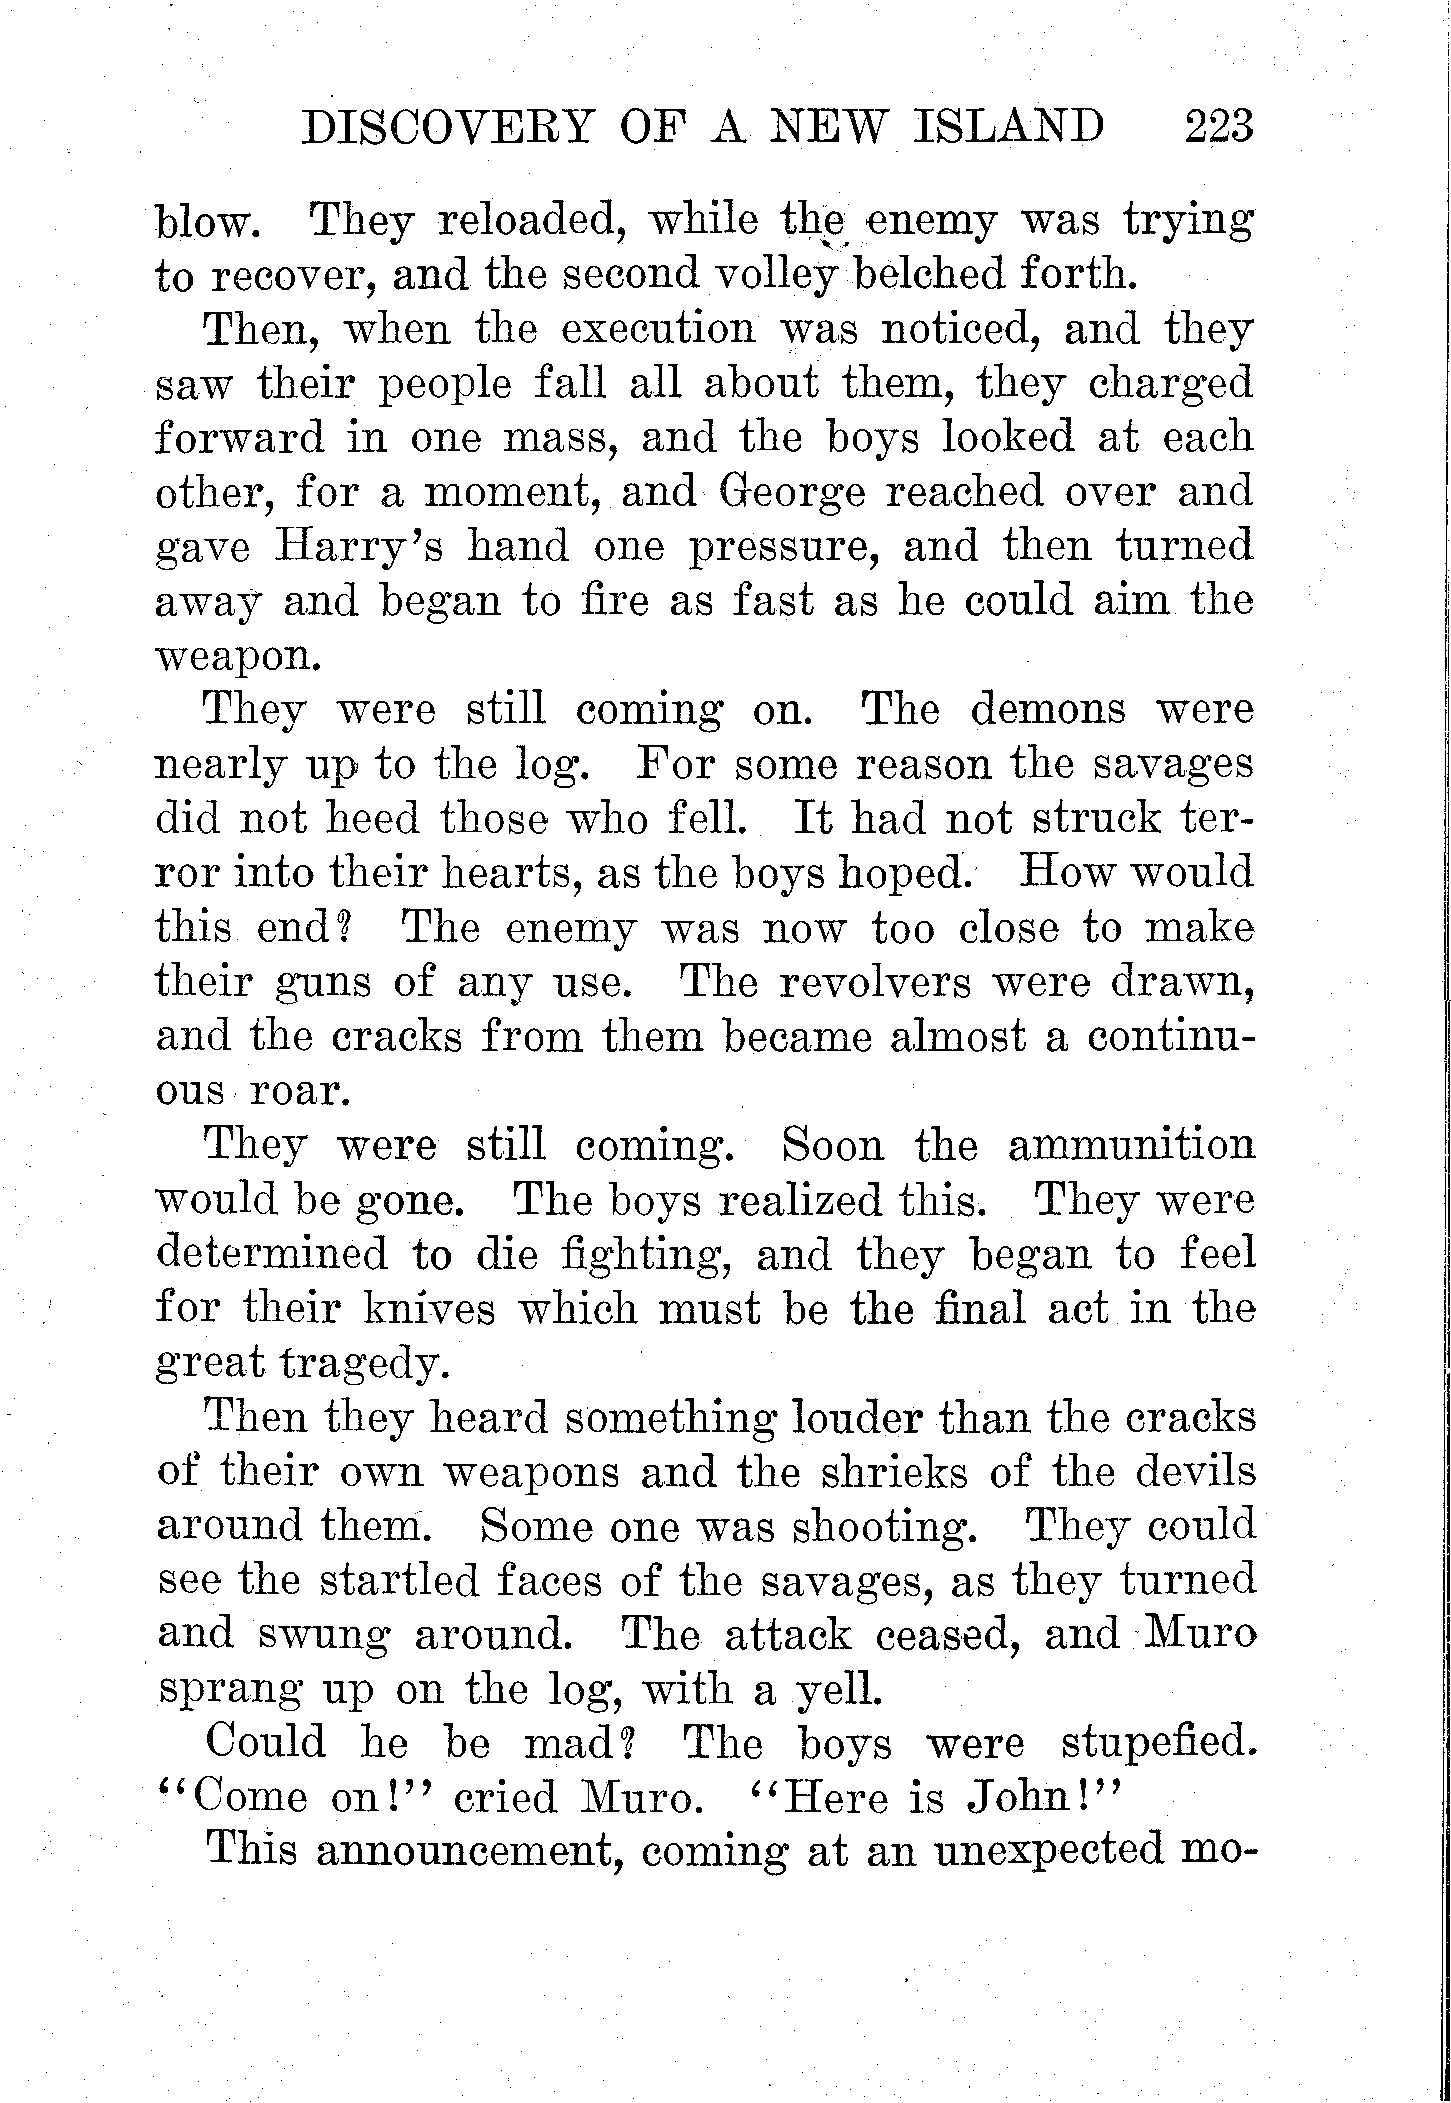 DISCOVERY OF A NEW ISLAND 223
blow. They reloaded, while the enemy was trying
to recover, and the second volley belched forth.
Then, when the execution was noticed, and they
saw their people fall all about them, they charged
forward in one mass, and the boys looked at each
other, for a moment, and George reached over and
gave Harry's hand one pressure, and then turned
away and began to fire as fast as he could aim the
weapon.
They were still coming on. The demons were
nearly up to the log. For some reason the savages
did not heed those who fell. It had not struck ter-
ror into their hearts, as the boys hoped. How would
this end? The enemy was now too close to make
their guns of any use. The revolvers were drawn,
and the cracks from them became almost a continu-
ous roar.
They were still coming. Soon the ammunition
would be gone. The boys realized this. They were
determined to die fighting, and they began to feel
for their knives which must be the final act in the
great tragedy.
Then they heard something louder than the cracks
of their own weapons and the shrieks of the devils
around them. Some one was shooting. They could
see the startled faces of the savages, as they turned
and swung around. The attack ceased, and Muro
sprang up on the log, with a yell.
Could he be mad? The boys were stupefied.
"Come on!" cried Muro. "Here is John!"
This announcement, coming at an unexpected mo-